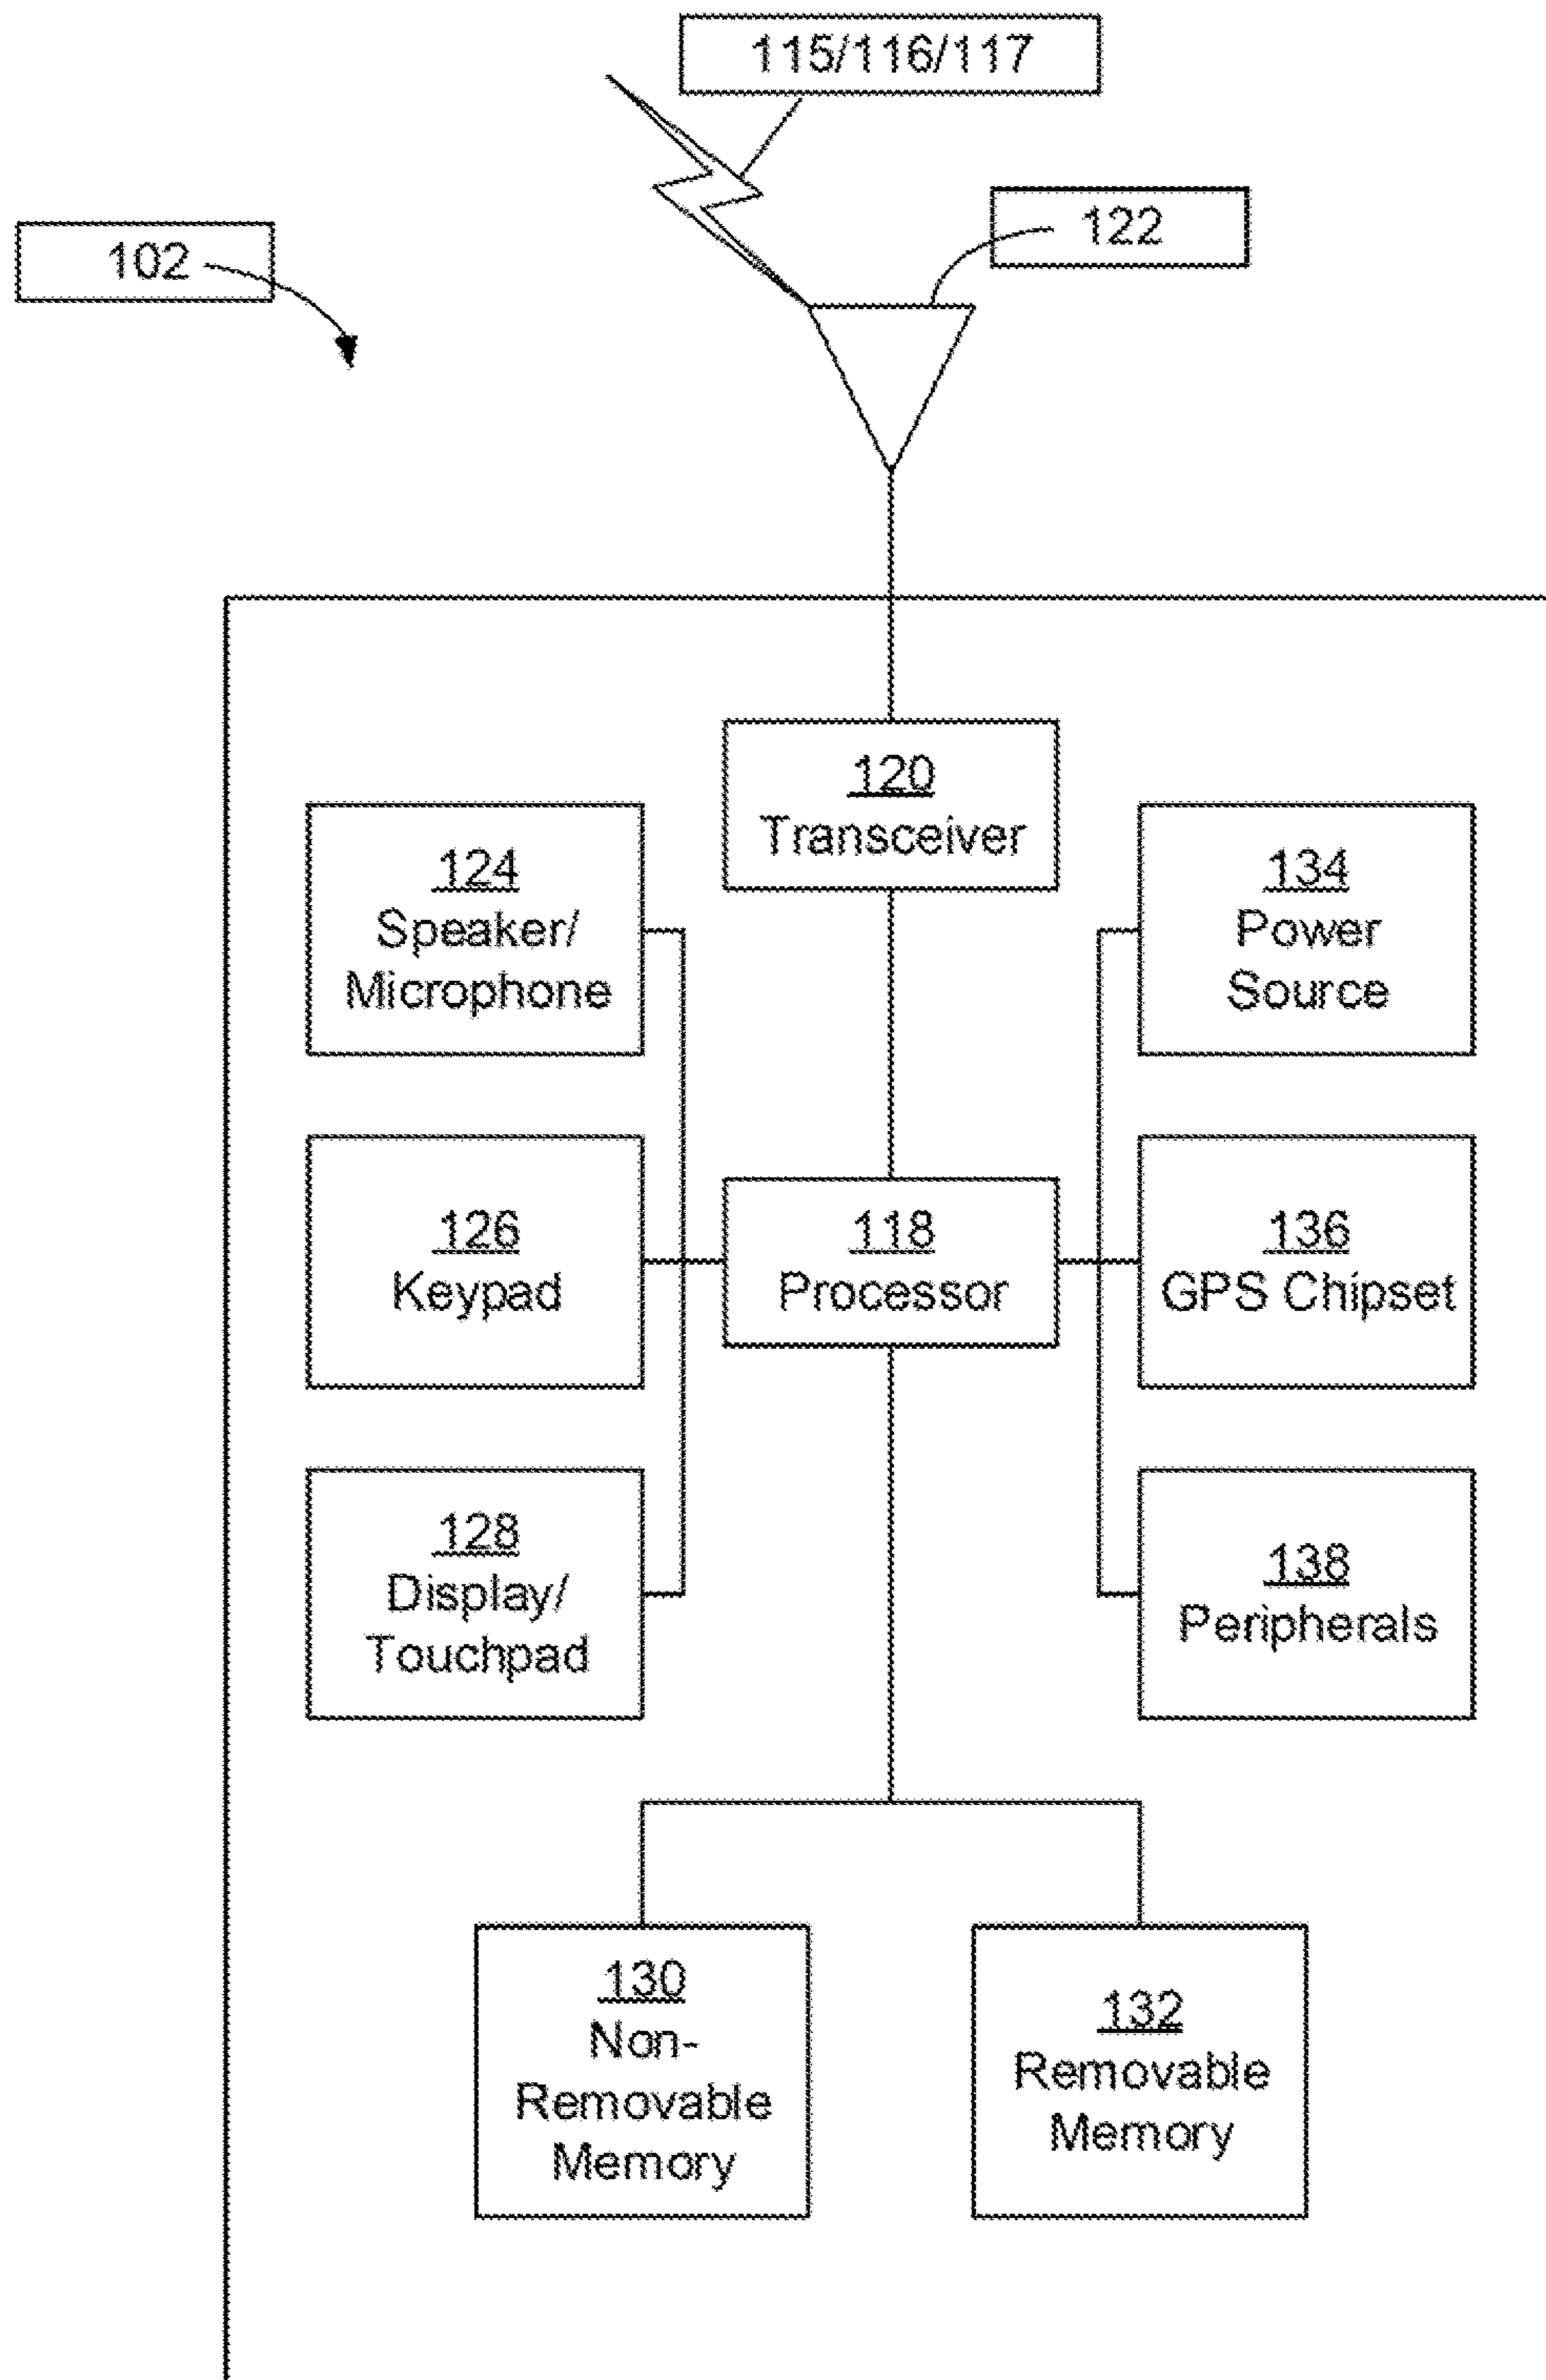 115/116/117
122
102
120
Transceiver
124
Speaker/
Microphone
134
Power
Source
126
Keypad
118
Processor
136
GPS Chipset
128
Display/
Touchpad
138
Peripherals
130
Non-
Removable
Memory
132
Removable
Memory